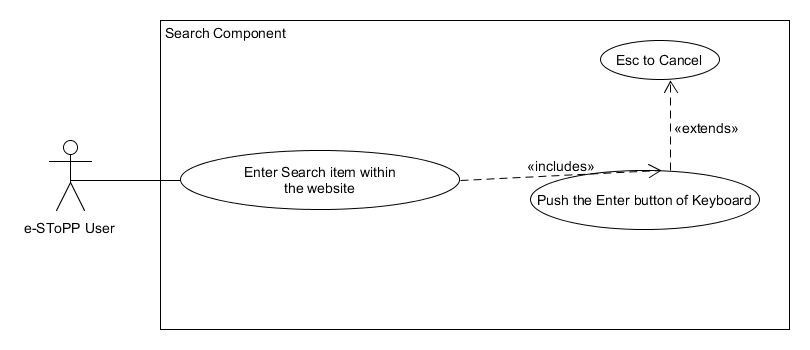 Search Component
Esc to Cancel
«extends»
«includes»
Enter Search item within
the website
Push the Enter button of Keyboard
e-SToPP User